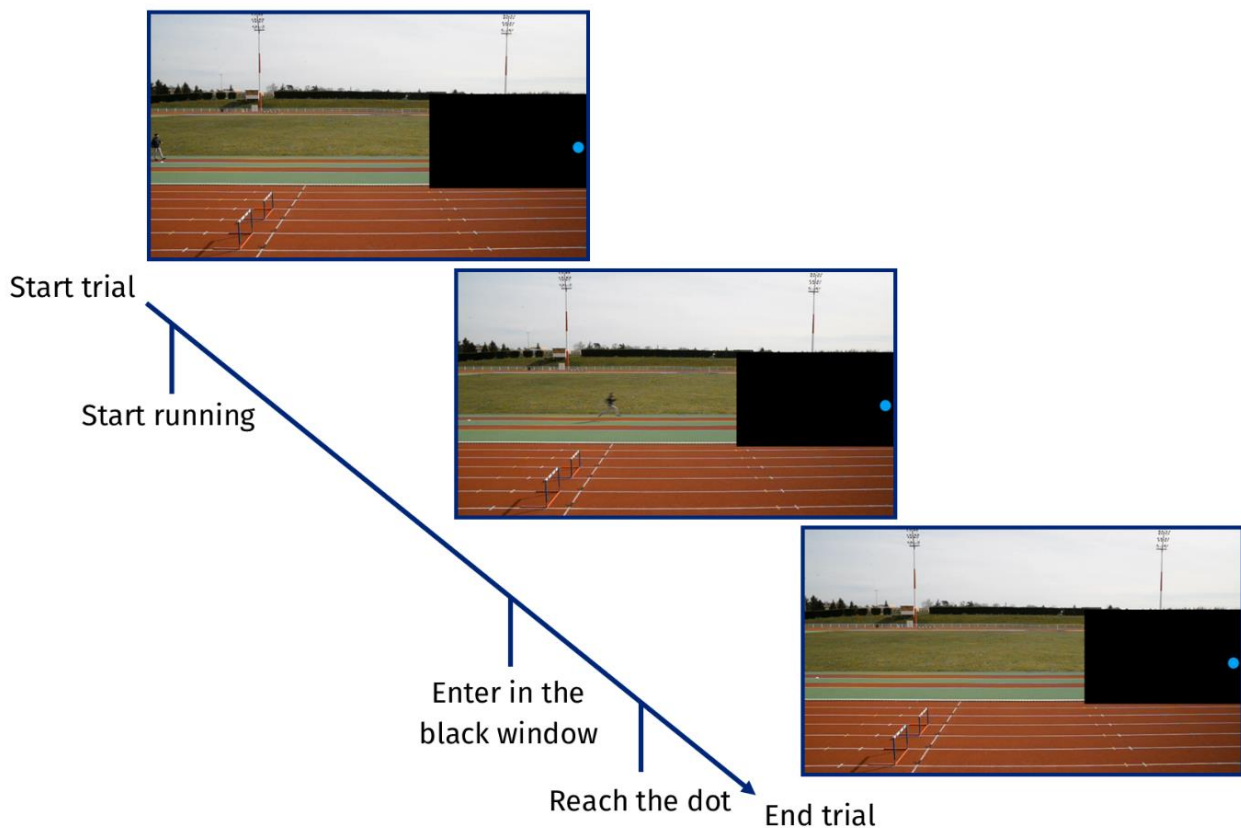 Start trial
Start running
Enter in the
black window
Reach the dot
End trial